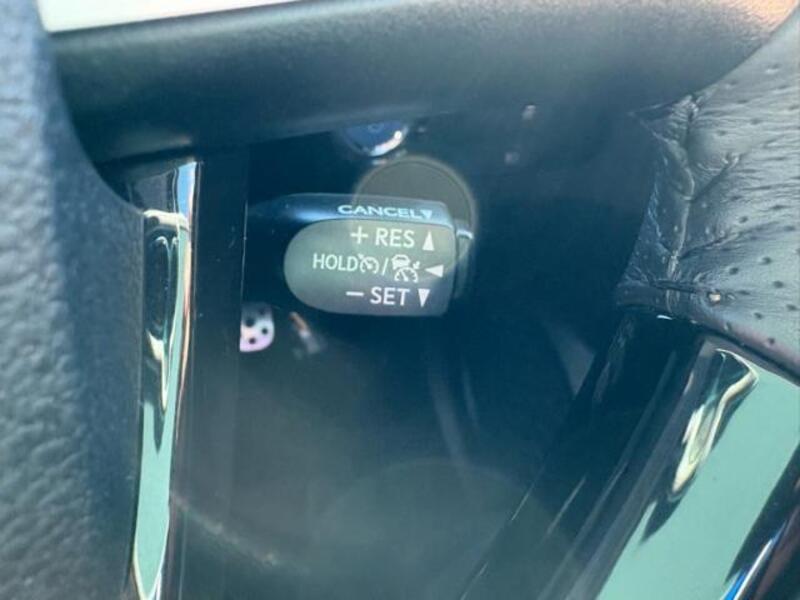 CANCEL▼
+ RES ▲
HOLD / ◀
− SET ▼